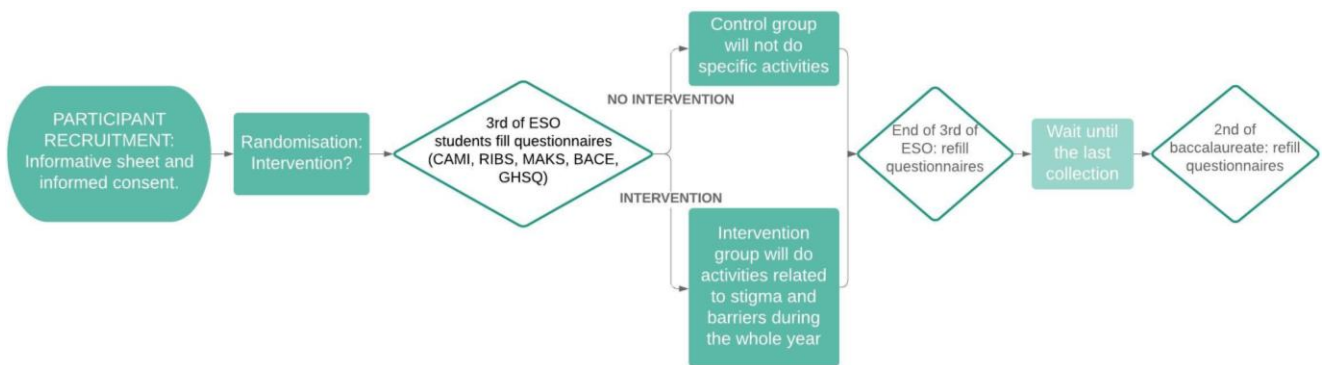 PARTICIPANT
RECRUITMENT:
Informative sheet and
informed consent.
Randomisation:
Intervention?
3rd of ESO
students fill questionnaires
(CAMI, RIBS, MAKS, BACE,
GHSQ)
NO INTERVENTION
INTERVENTION
Control group
will not do
specific activities
Intervention
group will do
activities related
to stigma and
barriers during
the whole year
End of 3rd of
ESO: refill
questionnaires
Wait until
the last
collection
2nd of
baccalaureate: refill
questionnaires